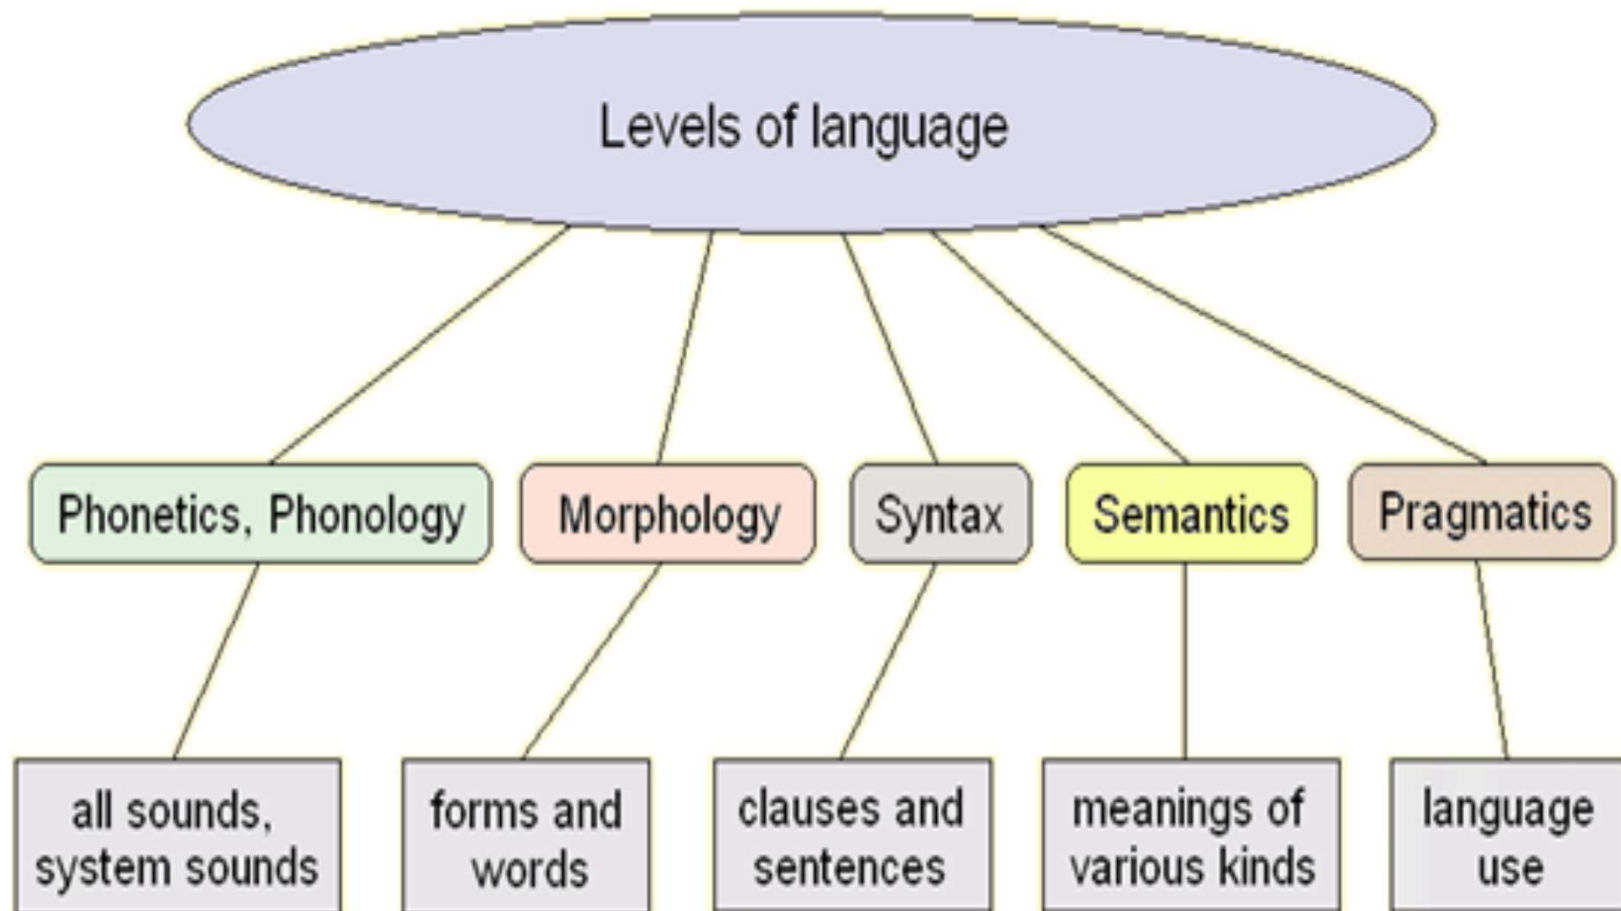 Levels of language
Phonetics, Phonology
Morphology
Syntax
Semantics
Pragmatics
all sounds,
system sounds
forms and
words
clauses and
sentences
meanings of
various kinds
language
use